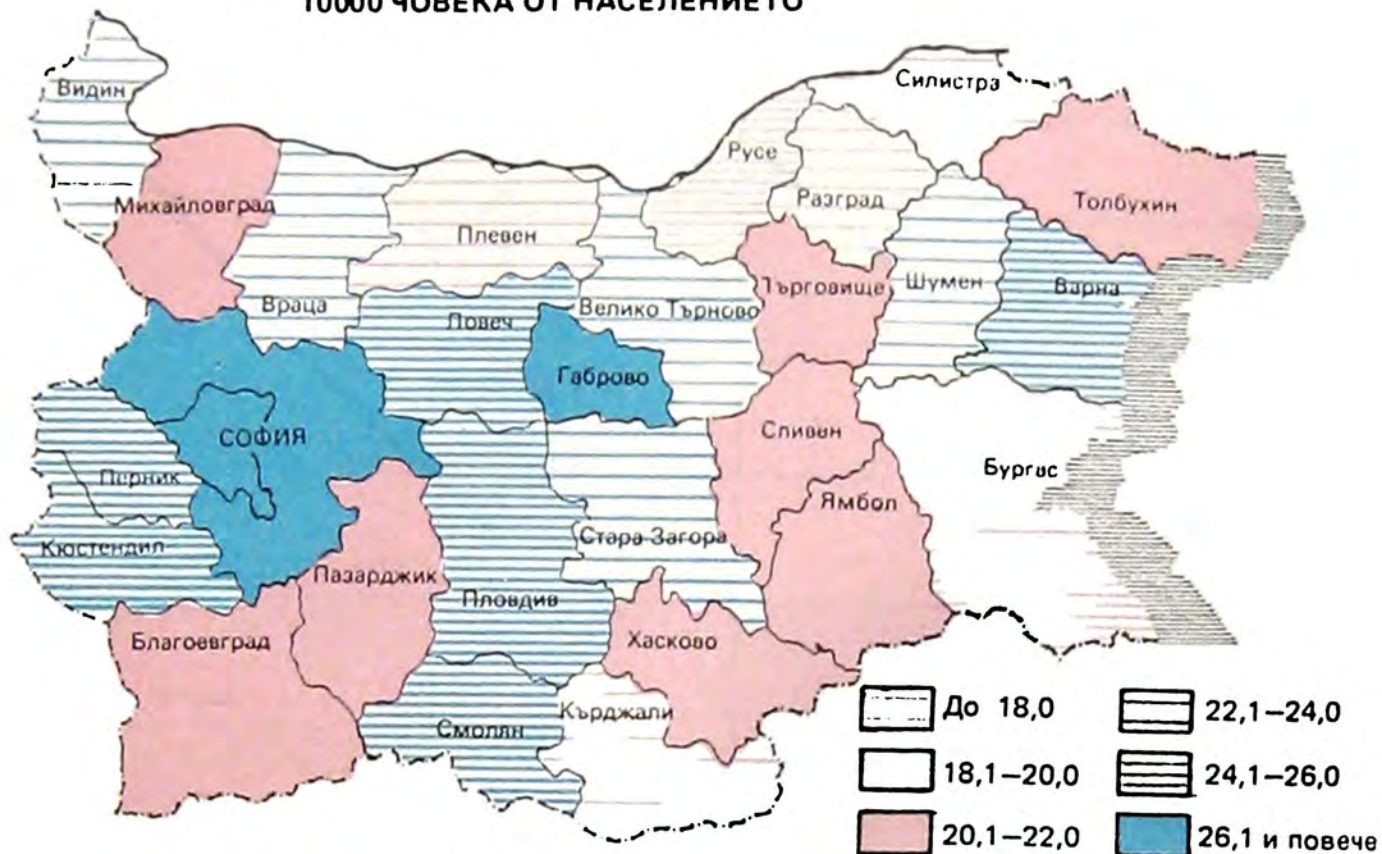 10000 ЧОВЕКА ОТ НАСЕЛЕНИЕТО
Видин
Силистра
Русе
Михайловград
Разград
Толбухин
Плевен
Търговище
Шумен
Варна
Враца
Ловеч
Велико Търново
Габрово
СОФИЯ
Сливен
Бургас
Перник
Ямбол
Кюстендил
Стара Загора
Пазарджик
Пловдив
Благоевград
Хасково
Кърджали
Смолян
До 18,0
22,1–24,0
18,1–20,0
24,1–26,0
20,1–22,0
26,1 и повече